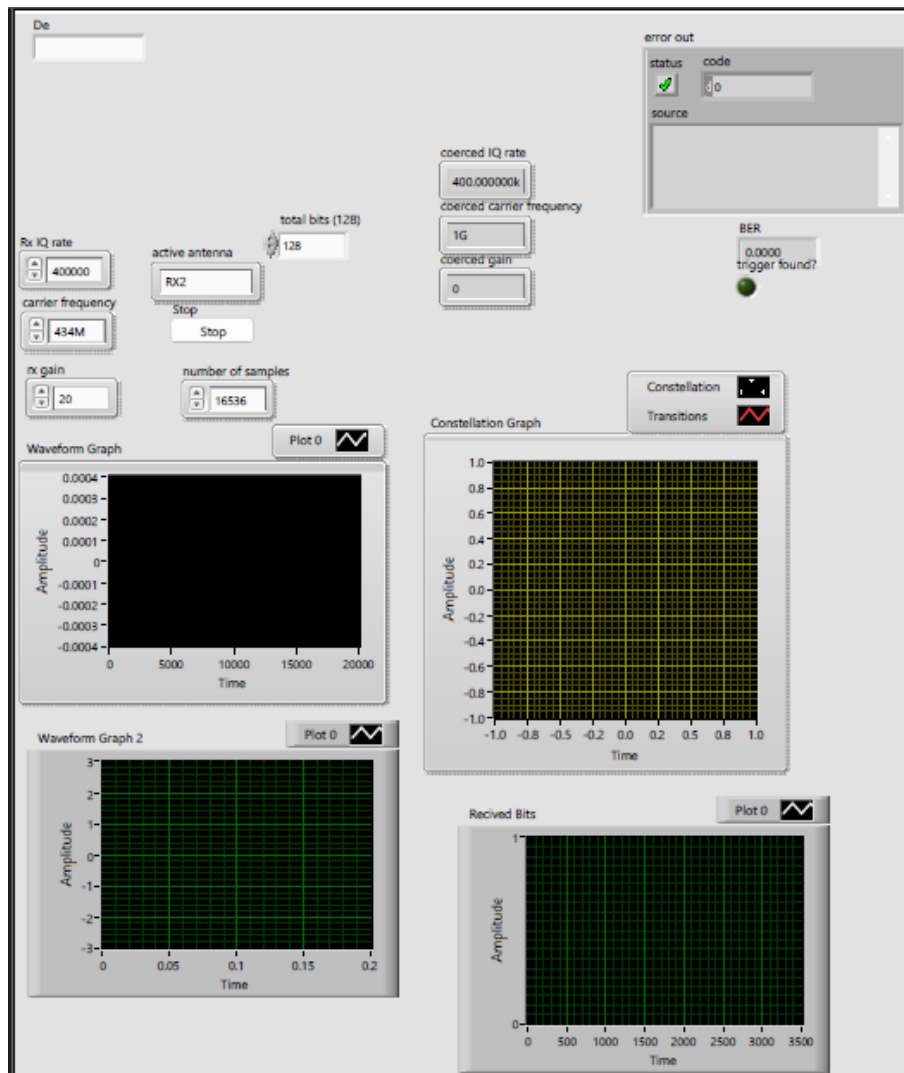 De
error out
status
code
0
source
coerced IQ rate
400.000000k
coerced carrier frequency
1G
coerced gain
0
total bits (128)
128
BER
0.0000
trigger found?
Rx IQ rate
400000
active antenna
RX2
carrier frequency
434M
Stop
Stop
rx gain
20
number of samples
16536
Waveform Graph
Plot 0
Amplitude
0.0004
0.0003
0.0002
0.0001
0
-0.0001
-0.0002
-0.0003
-0.0004
0 5000 10000 15000 20000
Time
Constellation
Transitions
Constellation Graph
Amplitude
1.0
0.8
0.6
0.4
0.2
0.0
-0.2
-0.4
-0.6
-0.8
-1.0
-1.0 -0.8 -0.5 -0.2 0.0 0.2 0.5 0.8 1.0
Time
Waveform Graph 2
Plot 0
Amplitude
3
2
1
0
-1
-2
-3
0 0.05 0.1 0.15 0.2
Time
Recived Bits
Plot 0
Amplitude
1
0
0 500 1000 1500 2000 2500 3000 3500
Time